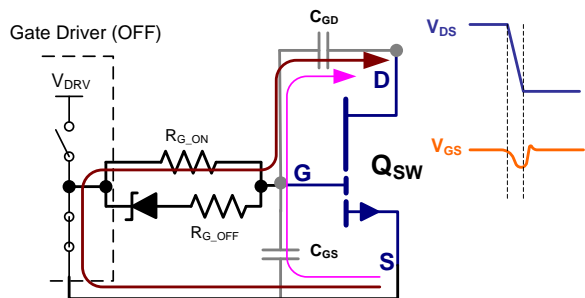 Gate Driver (OFF)
V_DRV
R_G_ON
R_G_OFF
C_GD
D
G
Q_SW
C_GS
S
V_DS
V_GS